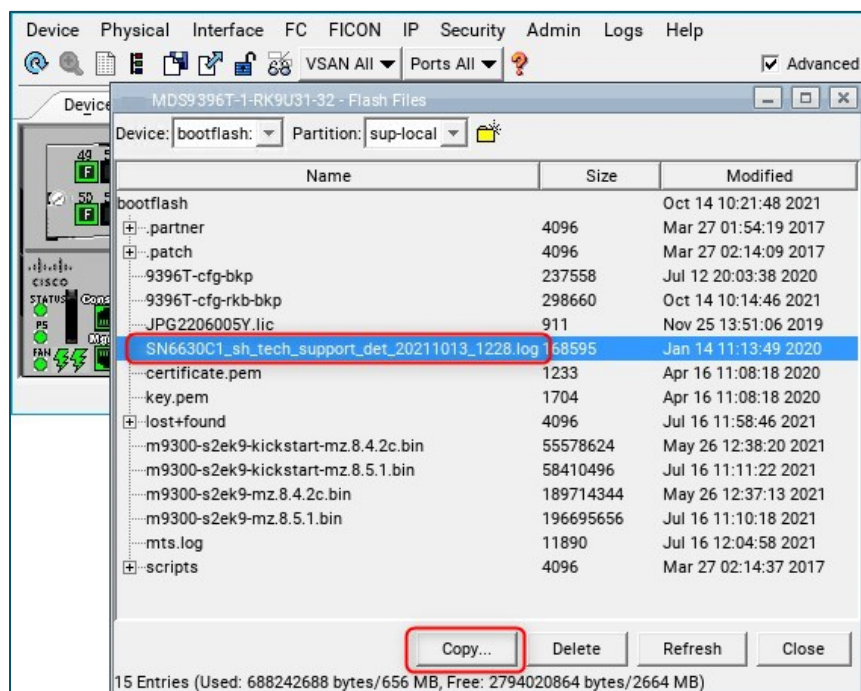 Device Physical Interface FC FICON IP Security Admin Logs Help
VSAN All Ports All Advanced
Device
MDS9396T-1-RK9U31-32 - Flash Files
Device: bootflash: Partition: sup-local
Name Size Modified
bootflash Oct 14 10:21:48 2021
.partner 4096 Mar 27 01:54:19 2017
.patch 4096 Mar 27 02:14:09 2017
9396T-cfg-bkp 237558 Jul 12 20:03:38 2020
9396T-cfg-rkb-bkp 298660 Oct 14 10:14:46 2021
JPG2206005Y.lic 911 Nov 25 13:51:06 2019
SN6630C1_sh_tech_support_det_20211013_1228.log 168595 Jan 14 11:13:49 2020
certificate.pem 1233 Apr 16 11:08:18 2020
key.pem 1704 Apr 16 11:08:18 2020
lost+found 4096 Jul 16 11:58:46 2021
m9300-s2ek9-kickstart-mz.8.4.2c.bin 55578624 May 26 12:38:20 2021
m9300-s2ek9-kickstart-mz.8.5.1.bin 58410496 Jul 16 11:11:22 2021
m9300-s2ek9-mz.8.4.2c.bin 189714344 May 26 12:37:13 2021
m9300-s2ek9-mz.8.5.1.bin 196695656 Jul 16 11:10:18 2021
mts.log 11890 Jul 16 12:04:58 2021
scripts 4096 Mar 27 02:14:37 2017
Copy... Delete Refresh Close
15 Entries (Used: 688242688 bytes/656 MB, Free: 2794020864 bytes/2664 MB)
49
F
50
F
CISCO
STATUS
PS
FAN